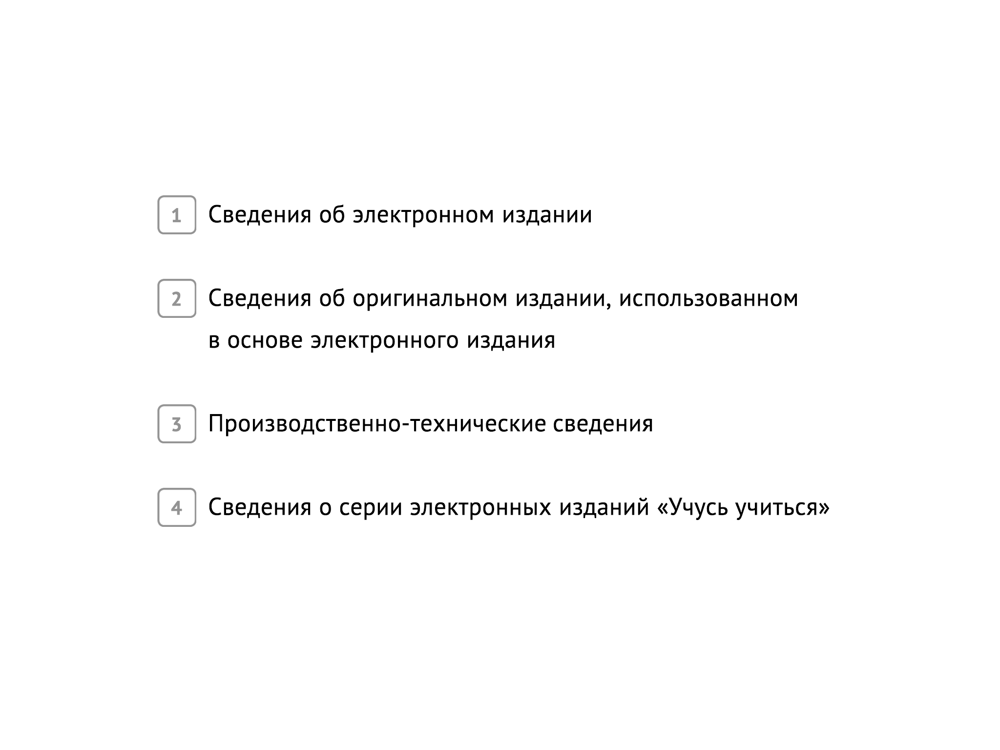 1 Сведения об электронном издании
2 Сведения об оригинальном издании, использованном
в основе электронного издания
3 Производственно-технические сведения
4 Сведения о серии электронных изданий «Учусь учиться»